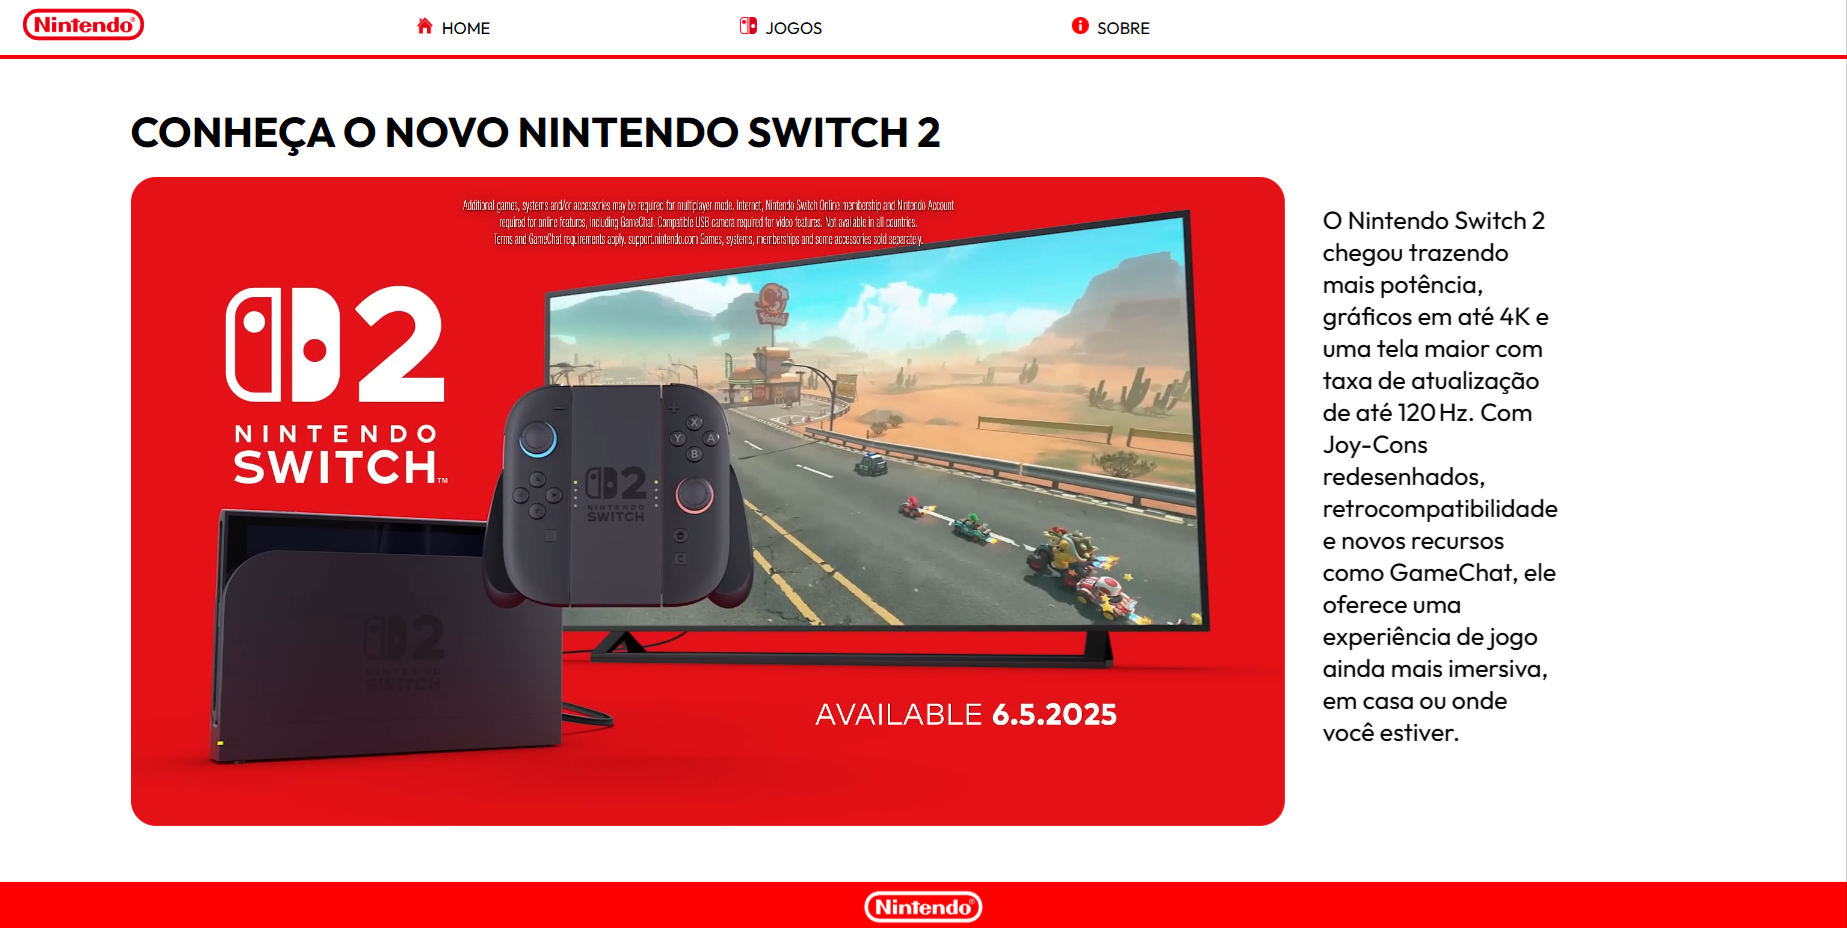 Nintendo®
HOME
JOGOS
SOBRE
CONHEÇA O NOVO NINTENDO SWITCH 2
Additional games, systems and/or accessories may be required for multiplayer mode. Internet, Nintendo Switch Online membership and Nintendo Account
required for online features, including GameChat. Compatible USB camera required for video features. Not available in all countries.
Terms and GameChat requirements apply. support.nintendo.com Games, systems, memberships and some accessories sold separately.
2
NINTENDO
SWITCH™
X
Y A
B
2
NINTENDO
SWITCH
C
2
NINTENDO
SWITCH
AVAILABLE 6.5.2025
O Nintendo Switch 2
chegou trazendo
mais potência,
gráficos em até 4K e
uma tela maior com
taxa de atualização
de até 120 Hz. Com
Joy-Cons
redesenhados,
retrocompatibilidade
e novos recursos
como GameChat, ele
oferece uma
experiência de jogo
ainda mais imersiva,
em casa ou onde
você estiver.
Nintendo®